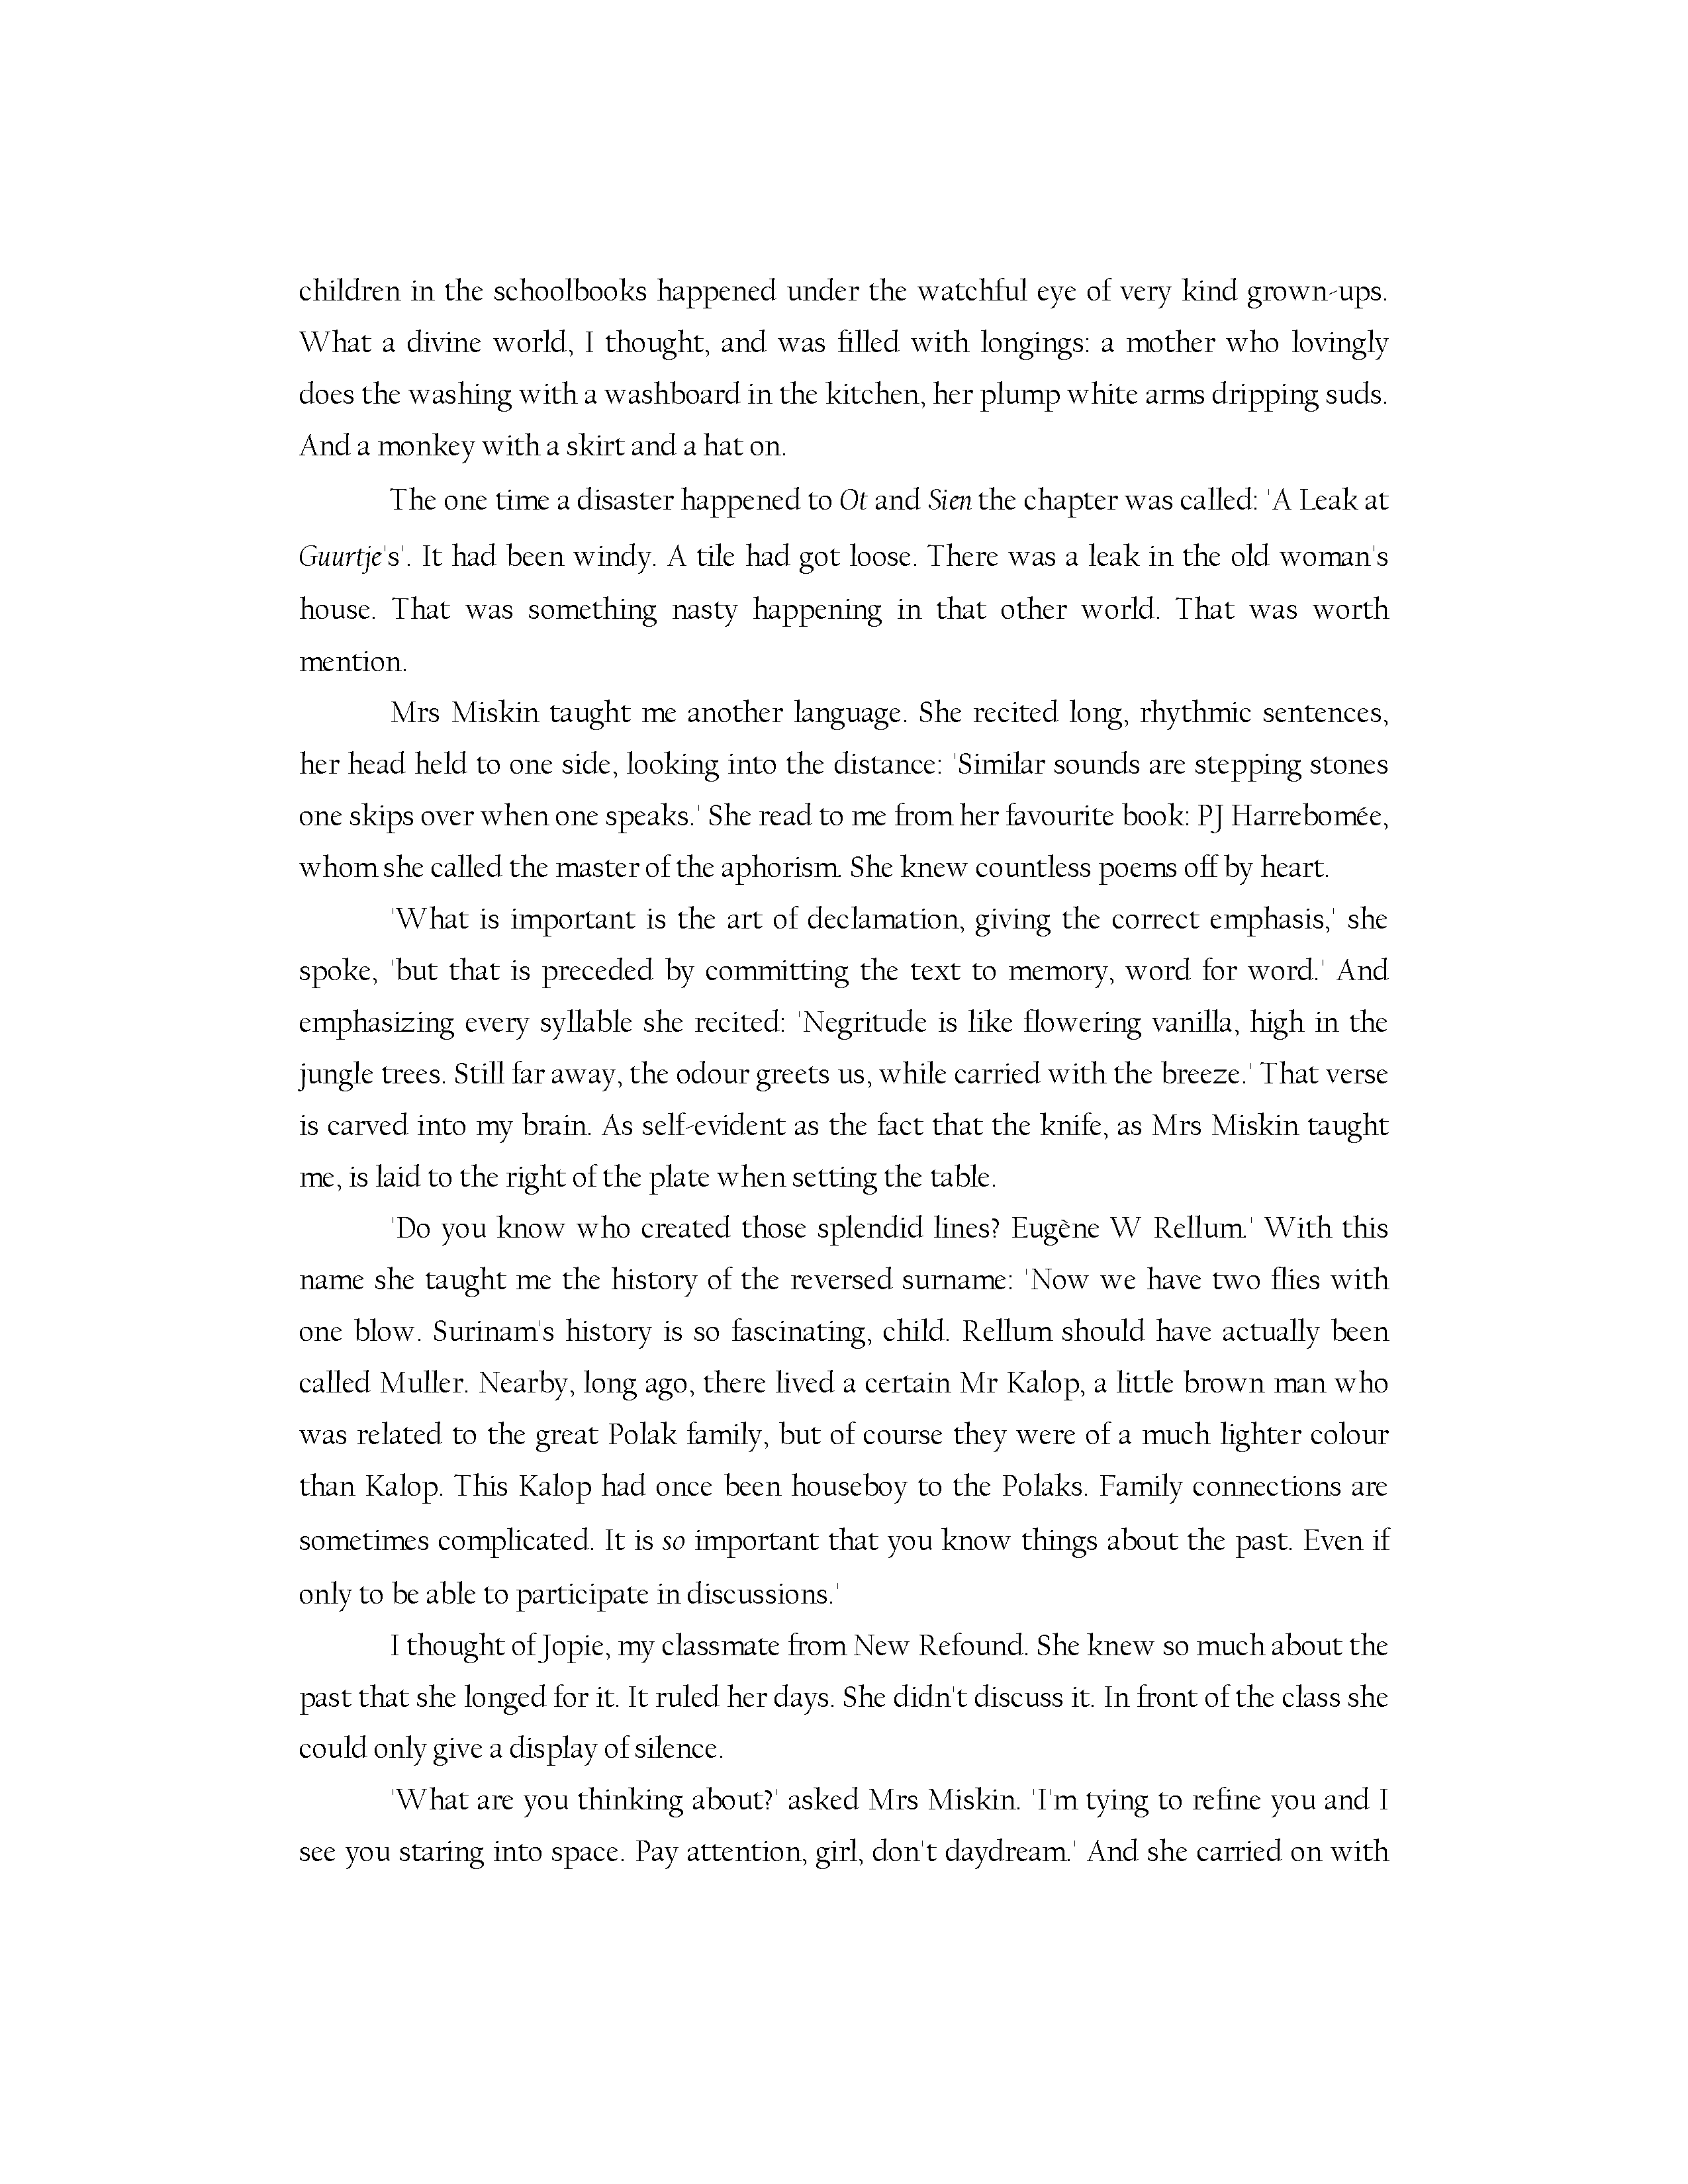 children in the schoolbooks happened under the watchful eye of very kind grown-ups.
What a divine world, I thought, and was filled with longings: a mother who lovingly
does the washing with a washboard in the kitchen, her plump white arms dripping suds.
And a monkey with a skirt and a hat on.
The one time a disaster happened to Ot and Sien the chapter was called: 'A Leak at
Guurtje's'. It had been windy. A tile had got loose. There was a leak in the old woman's
house. That was something nasty happening in that other world. That was worth
mention.
Mrs Miskin taught me another language. She recited long, rhythmic sentences,
her head held to one side, looking into the distance: 'Similar sounds are stepping stones
one skips over when one speaks.' She read to me from her favourite book: PJ Harrebomée,
whom she called the master of the aphorism. She knew countless poems off by heart.
'What is important is the art of declamation, giving the correct emphasis,' she
spoke, 'but that is preceded by committing the text to memory, word for word.' And
emphasizing every syllable she recited: 'Negritude is like flowering vanilla, high in the
jungle trees. Still far away, the odour greets us, while carried with the breeze.' That verse
is carved into my brain. As self-evident as the fact that the knife, as Mrs Miskin taught
me, is laid to the right of the plate when setting the table.
'Do you know who created those splendid lines? Eugène W Rellum.' With this
name she taught me the history of the reversed surname: 'Now we have two flies with
one blow. Surinam's history is so fascinating, child. Rellum should have actually been
called Muller. Nearby, long ago, there lived a certain Mr Kalop, a little brown man who
was related to the great Polak family, but of course they were of a much lighter colour
than Kalop. This Kalop had once been houseboy to the Polaks. Family connections are
sometimes complicated. It is so important that you know things about the past. Even if
only to be able to participate in discussions.'
I thought of Jopie, my classmate from New Refound. She knew so much about the
past that she longed for it. It ruled her days. She didn't discuss it. In front of the class she
could only give a display of silence.
'What are you thinking about?' asked Mrs Miskin. 'I'm tying to refine you and I
see you staring into space. Pay attention, girl, don't daydream.' And she carried on with